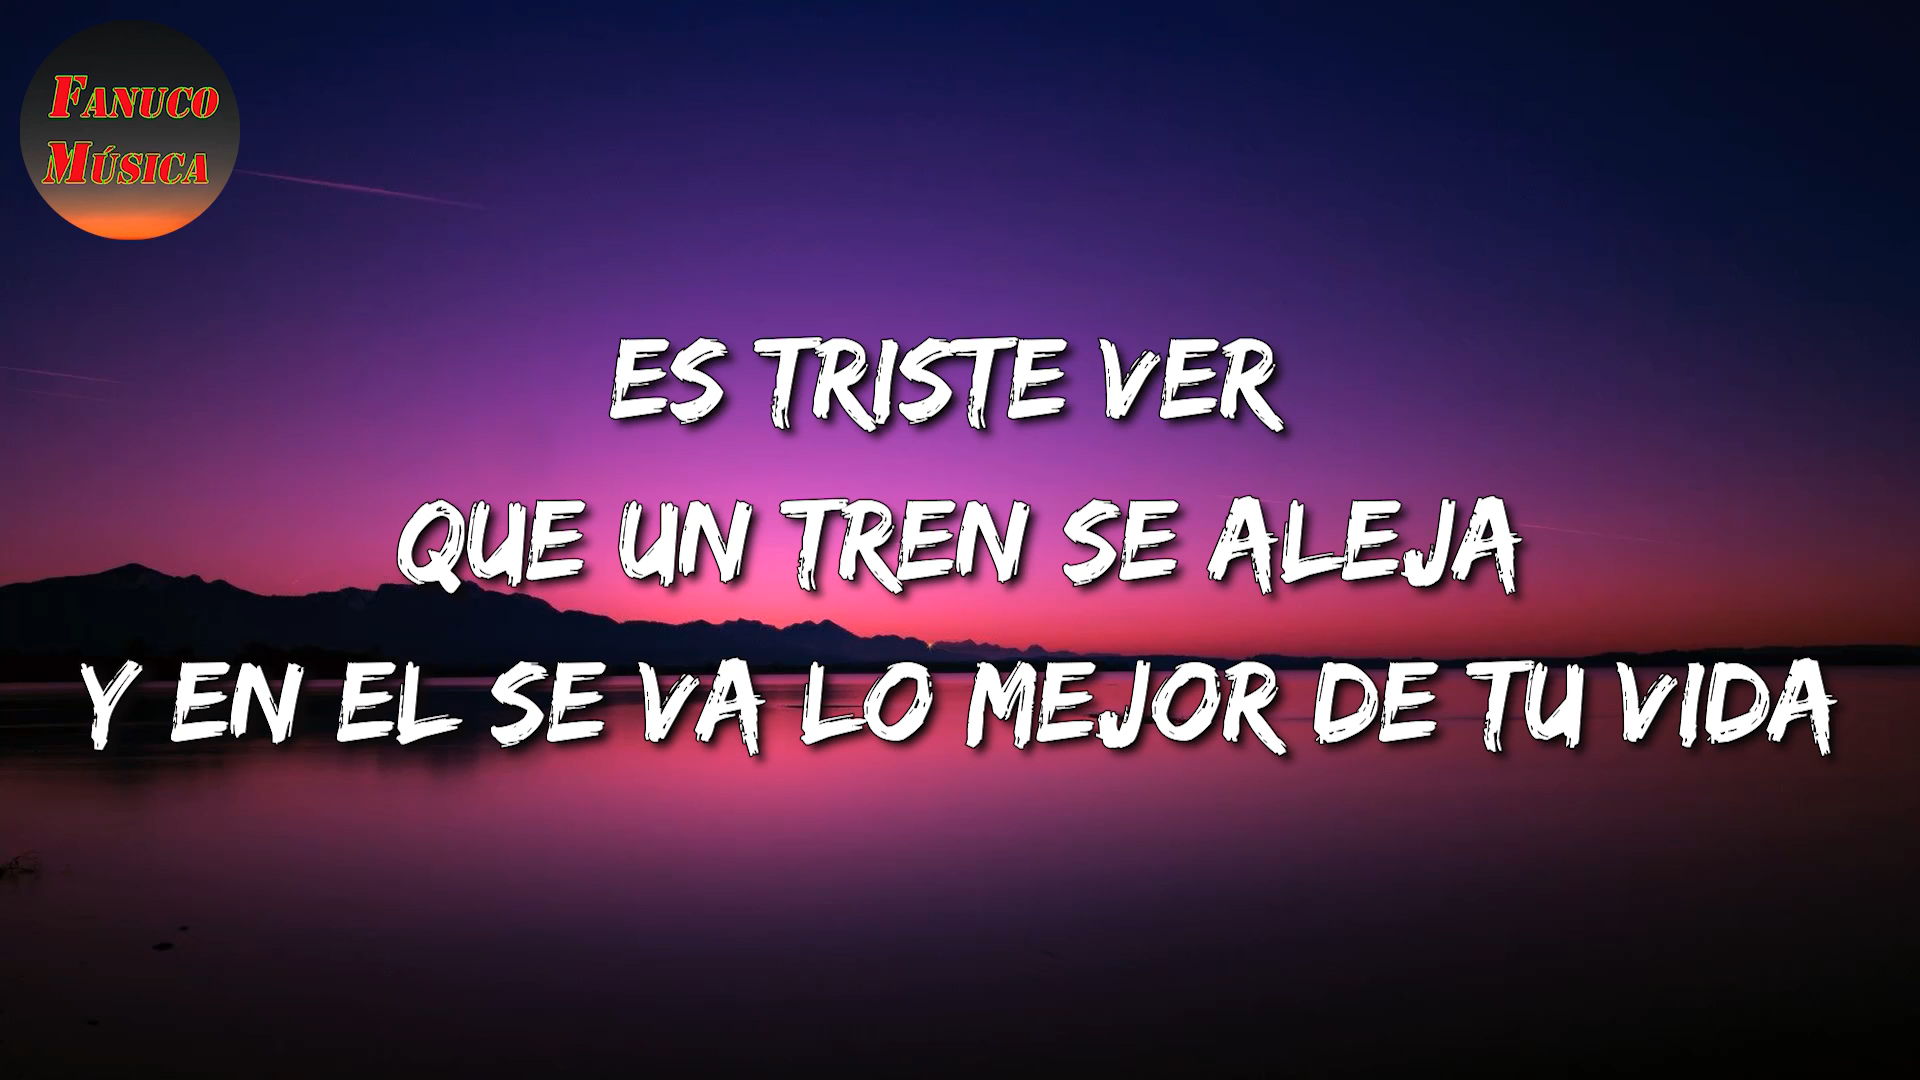 FANUCO
MÚSICA
ES TRISTE VER
QUE UN TREN SE ALEJA
Y EN EL SE VA LO MEJOR DE TU VIDA